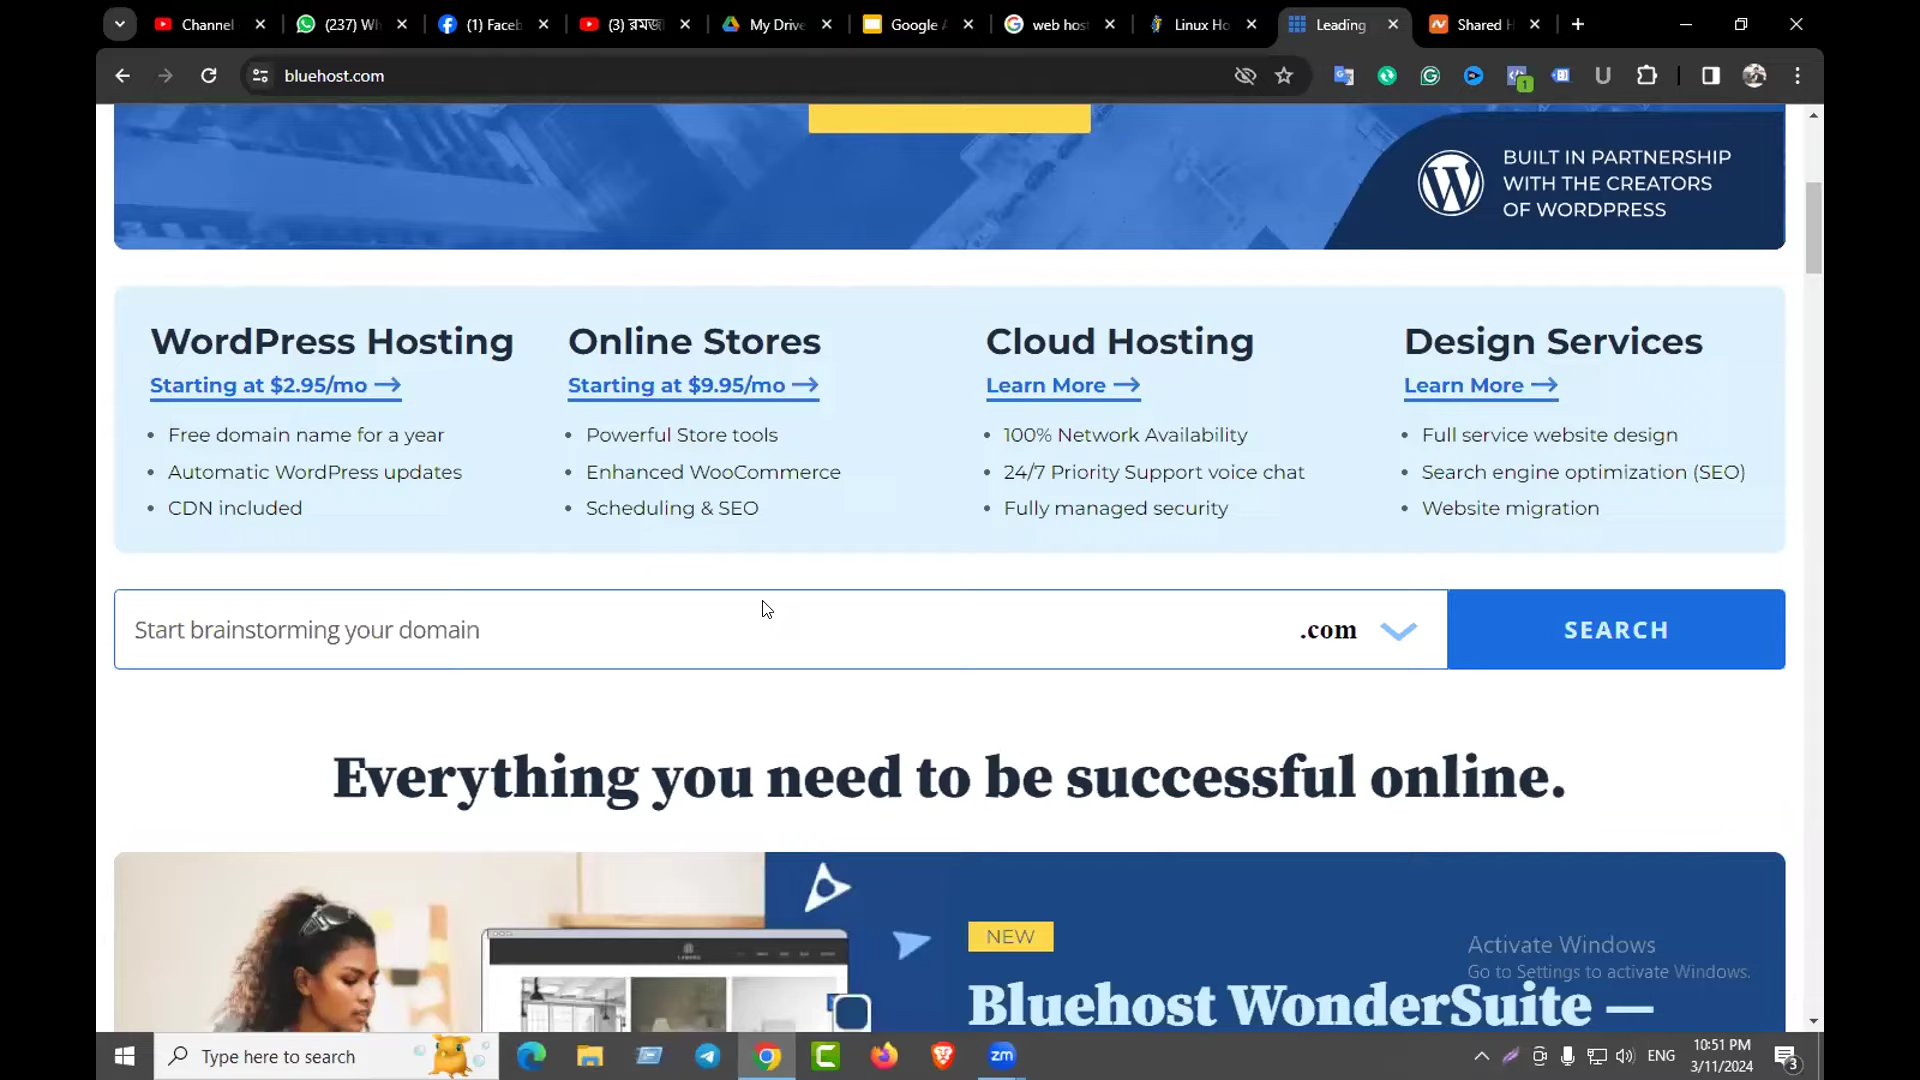 Channel
(237) Wh
(1) Faceb
(3) রমজা
My Drive
Google A
web host
Linux Ho
Leading
Shared H
bluehost.com
1
BUILT IN PARTNERSHIP
WITH THE CREATORS
OF WORDPRESS
WordPress Hosting
Starting at $2.95/mo →
• Free domain name for a year
• Automatic WordPress updates
• CDN included
Online Stores
Starting at $9.95/mo →
• Powerful Store tools
• Enhanced WooCommerce
• Scheduling & SEO
Cloud Hosting
Learn More →
• 100% Network Availability
• 24/7 Priority Support voice chat
• Fully managed security
Design Services
Learn More →
• Full service website design
• Search engine optimization (SEO)
• Website migration
Start brainstorming your domain
.com
SEARCH
Everything you need to be successful online.
NEW
Bluehost WonderSuite —
Activate Windows
Go to Settings to activate Windows.
Type here to search
zm
ENG
10:51 PM
3/11/2024
3